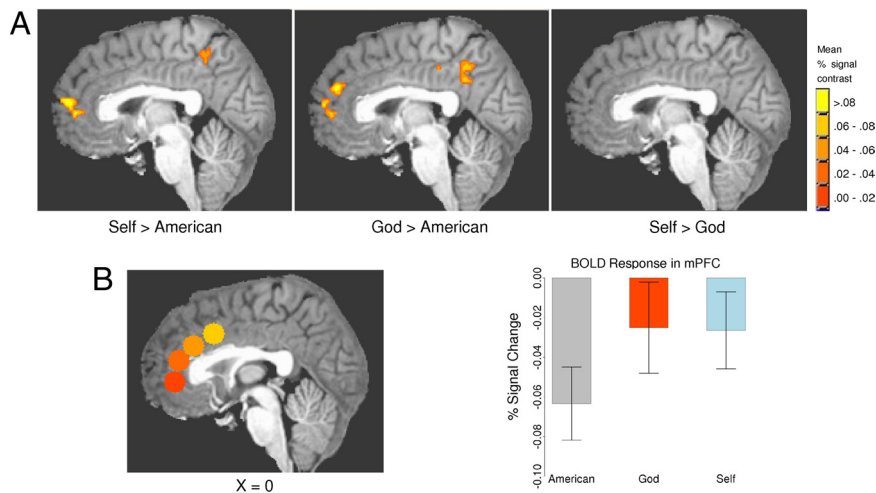 A
Mean
% signal
contrast
>.08
.06 - .08
.04 - .06
.02 - .04
.00 - .02
Self > American
God > American
Self > God
B
X = 0
BOLD Response in mPFC
% Signal Change
0.00
-0.02
-0.04
-0.06
-0.08
-0.10
American
God
Self